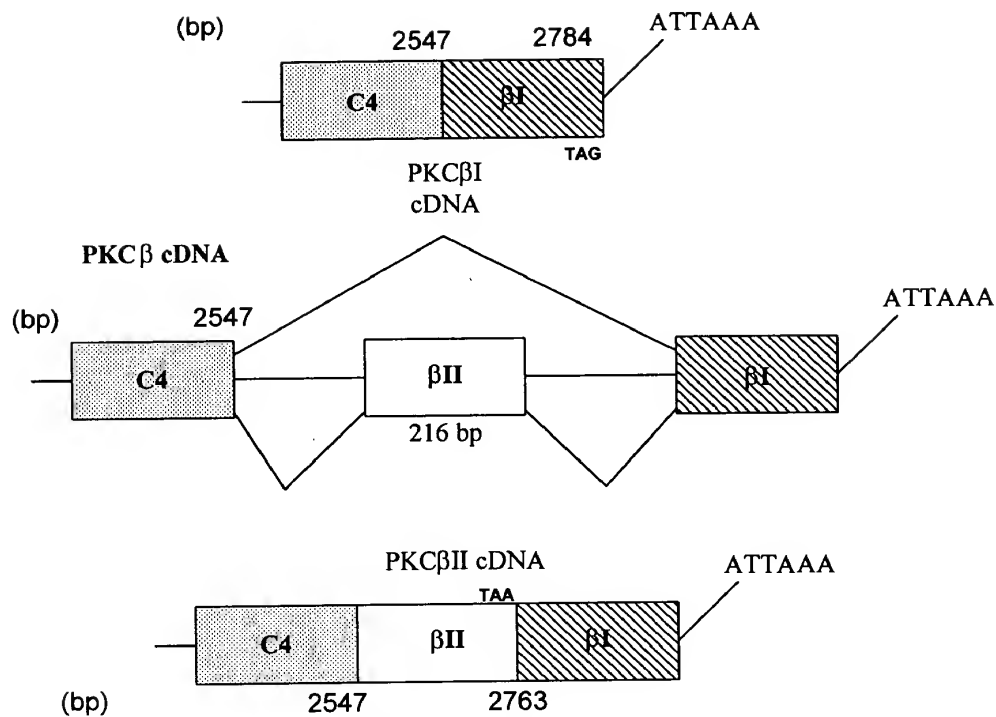 (bp)
2547 2784
ATTAAA
C4 βI
TAG
PKCβI
cDNA
PKCβ cDNA
(bp)
2547
ATTAAA
C4 βII βI
216 bp
PKCβII cDNA
ATTAAA
TAA
C4 βII βI
(bp)
2547 2763